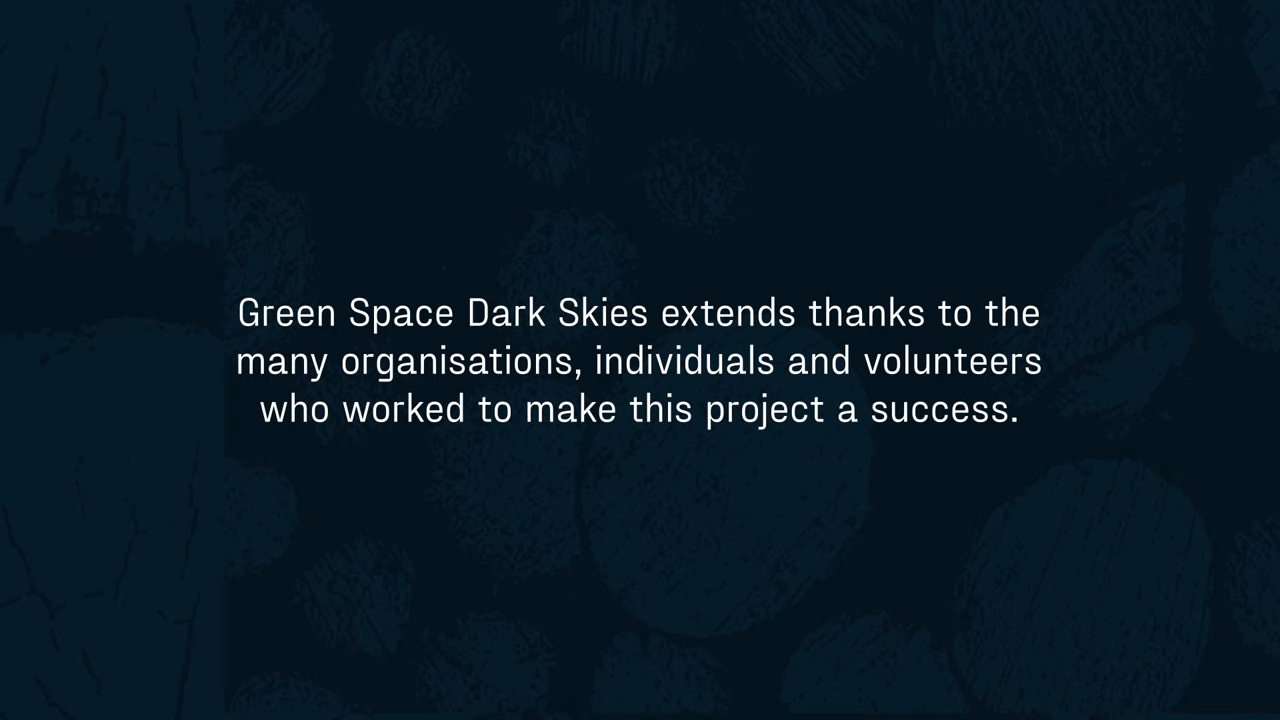 Green Space Dark Skies extends thanks to the
many organisations, individuals and volunteers
who worked to make this project a success.